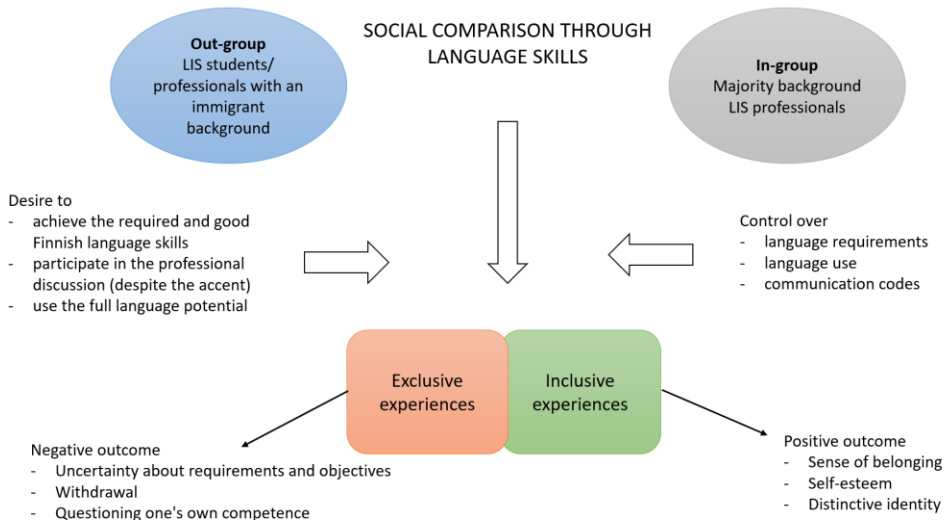 SOCIAL COMPARISON THROUGH
LANGUAGE SKILLS
Out-group
LIS students/
professionals with an
immigrant
background
In-group
Majority background
LIS professionals
Desire to
- achieve the required and good
Finnish language skills
- participate in the professional
discussion (despite the accent)
- use the full language potential
Control over
- language requirements
- language use
- communication codes
Exclusive
experiences
Inclusive
experiences
Negative outcome
- Uncertainty about requirements and objectives
- Withdrawal
- Questioning one's own competence
Positive outcome
- Sense of belonging
- Self-esteem
- Distinctive identity